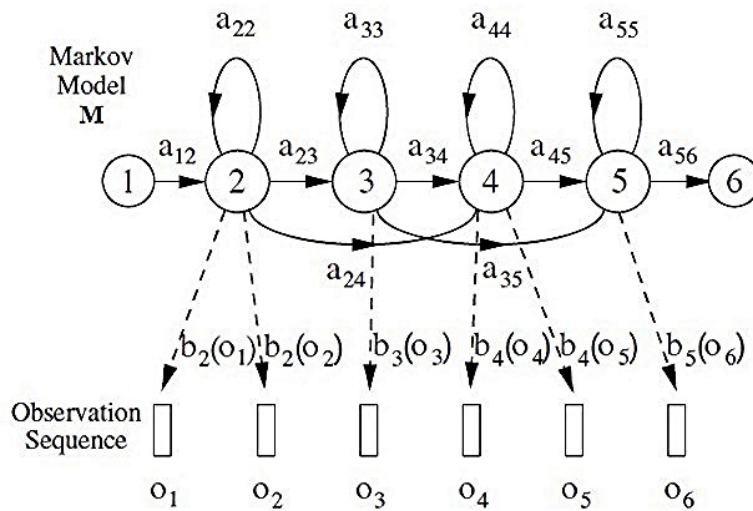 a₂₂ a₃₃ a₄₄ a₅₅
Markov
Model
M
a₁₂ a₂₃ a₃₄ a₄₅ a₅₆
1 2 3 4 5 6
a₂₄ a₃₅
b₂(o₁) b₂(o₂) b₃(o₃) b₄(o₄) b₄(o₅) b₅(o₆)
Observation
Sequence
o₁ o₂ o₃ o₄ o₅ o₆